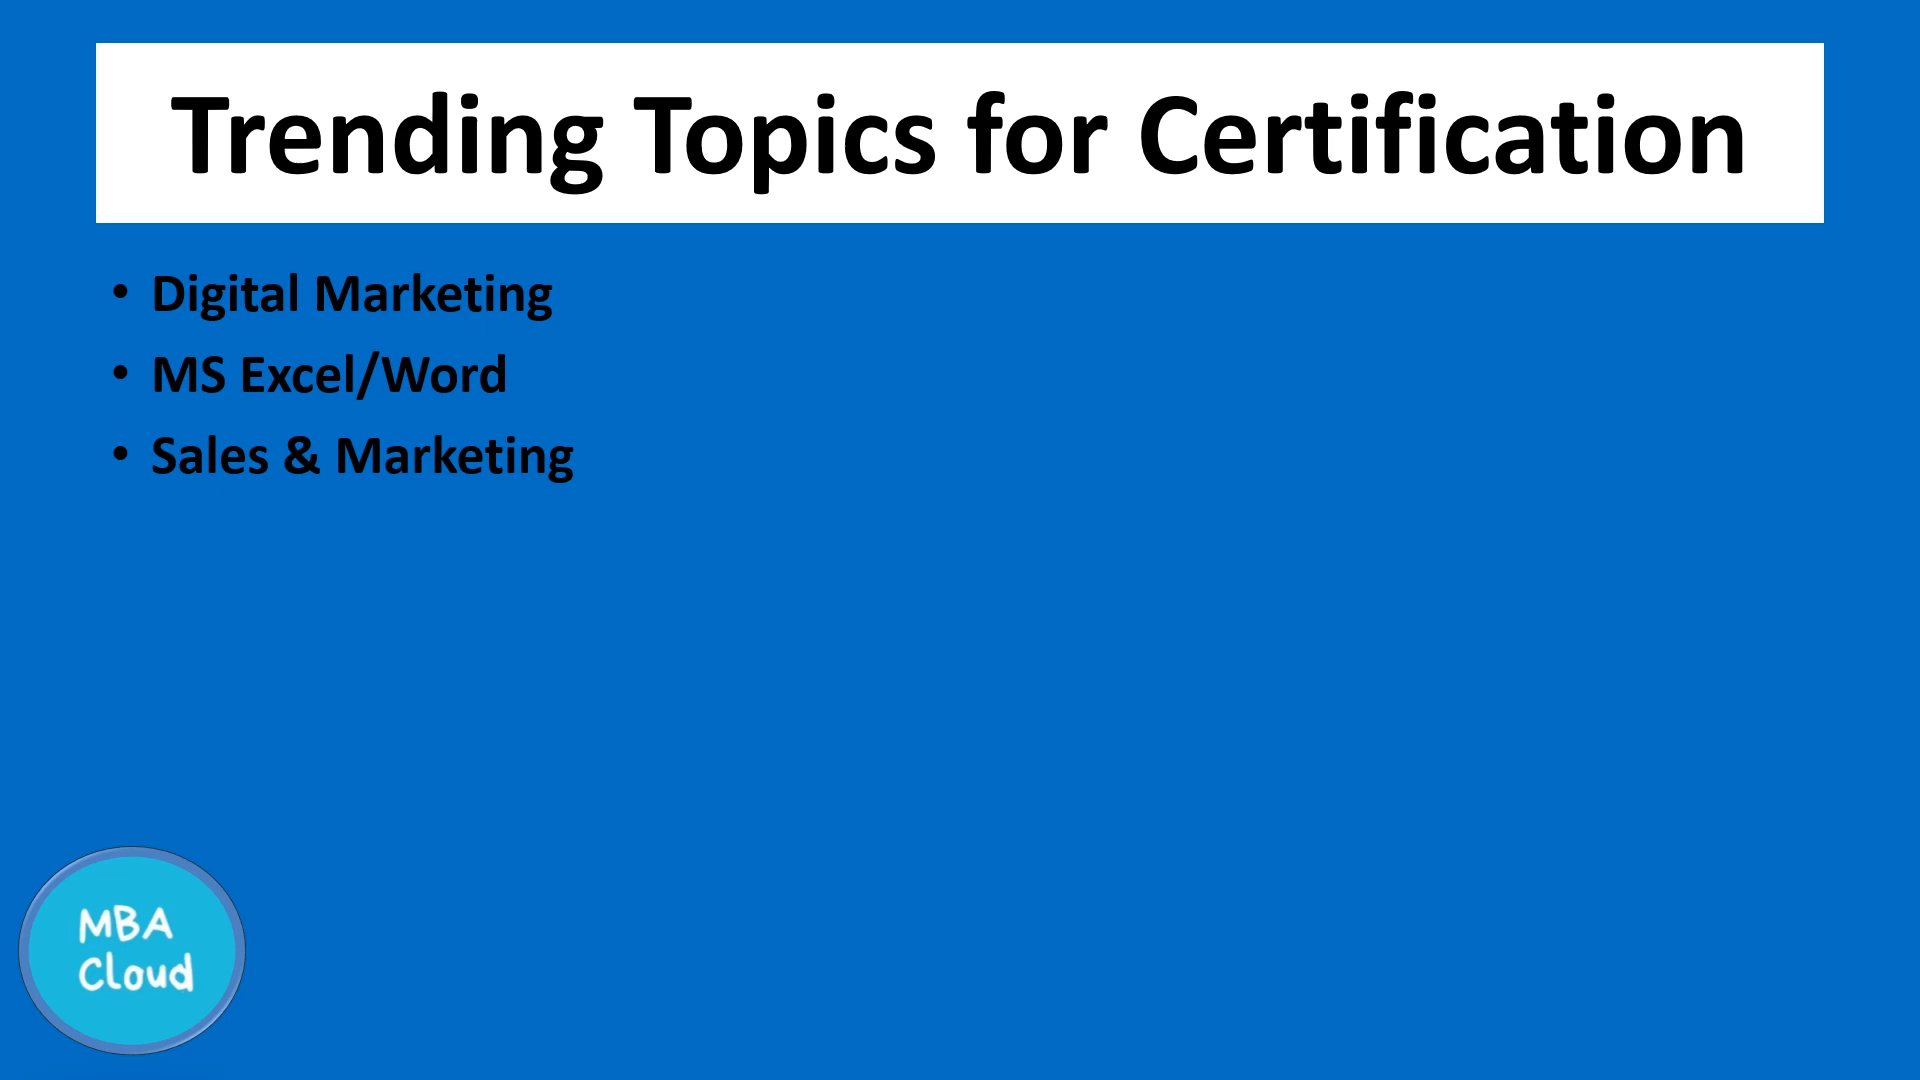 Trending Topics for Certification
• Digital Marketing
• MS Excel/Word
• Sales & Marketing
MBA
Cloud